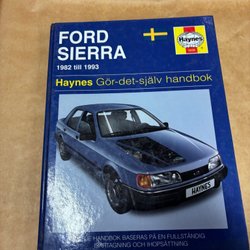 FORD
SIERRA
1982 till 1993
Haynes
Haynes Gör-det-själv handbok
HAYNES
HANDBOK BASERAS PÅ EN FULLSTÄNDIG
ISÄRTAGNING OCH IHOPSÄTTNING